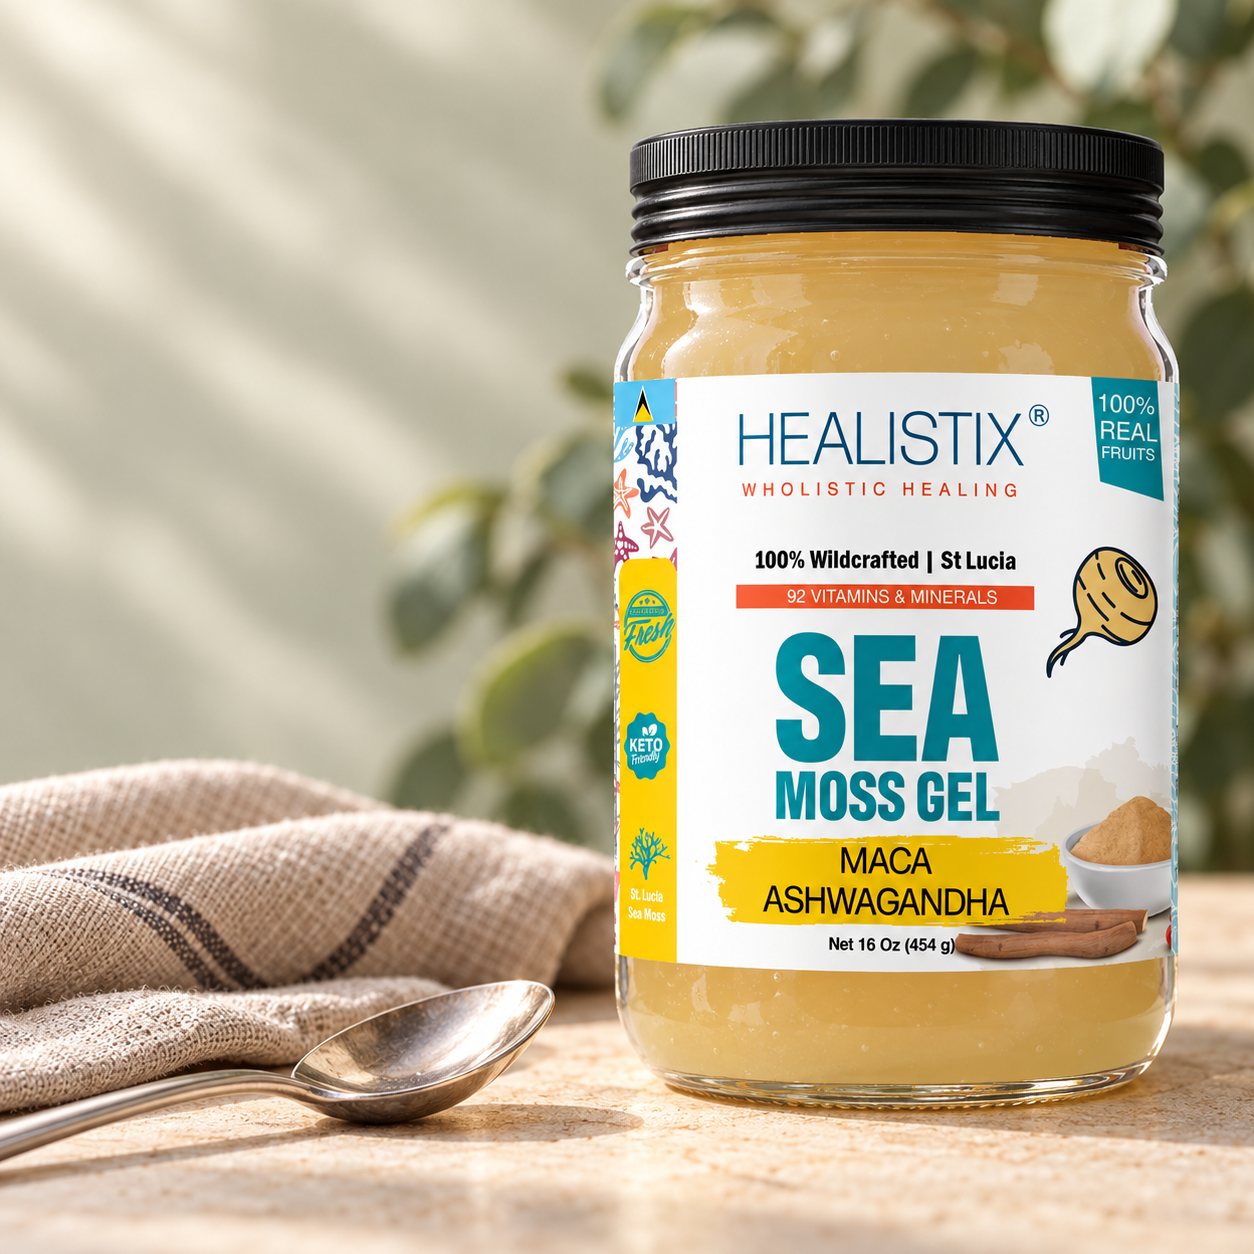 HEALISTIX®
WHOLISTIC HEALING
100%
REAL
FRUITS
100% Wildcrafted | St Lucia
92 VITAMINS & MINERALS
SEA
MOSS GEL
MACA
ASHWAGANDHA
Net 16 Oz (454 g)
Fresh
KETO
Friendly
St. Lucia
Sea Moss